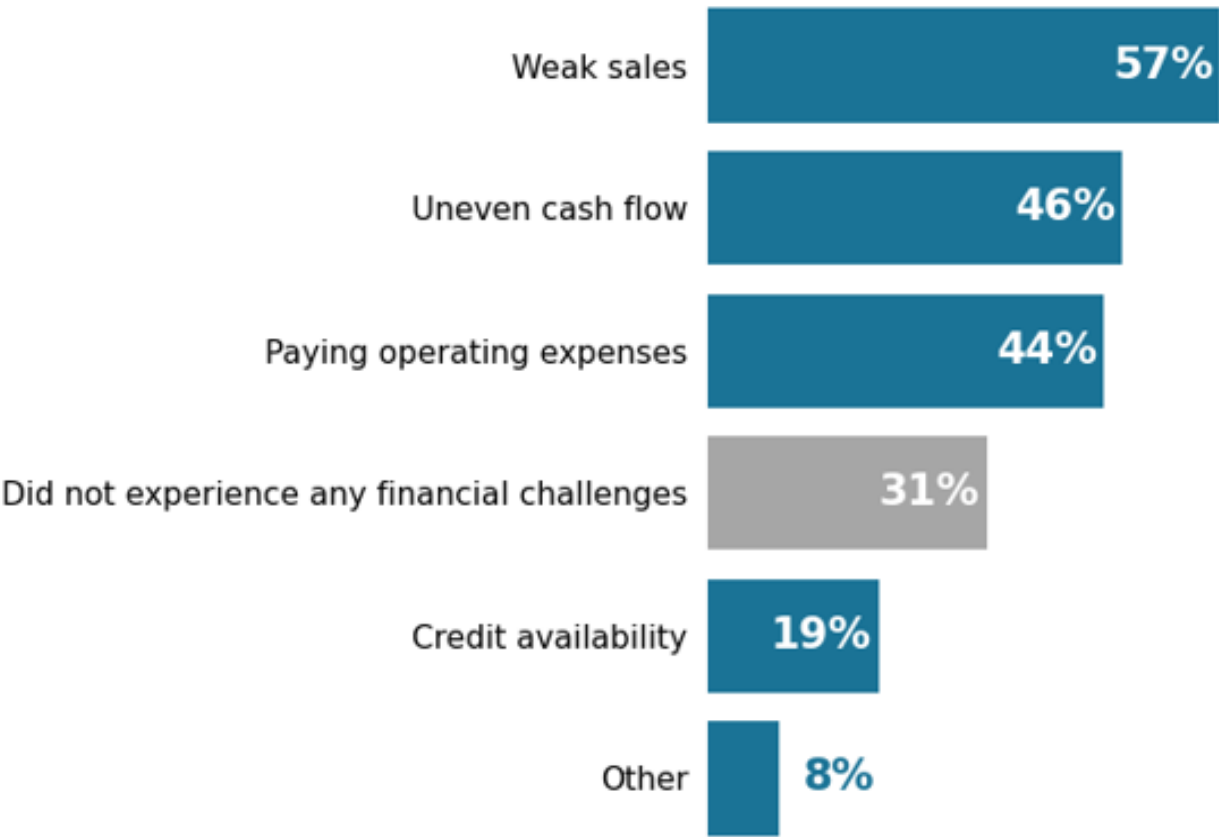 Weak sales 57%
Uneven cash flow 46%
Paying operating expenses 44%
Did not experience any financial challenges 31%
Credit availability 19%
Other 8%